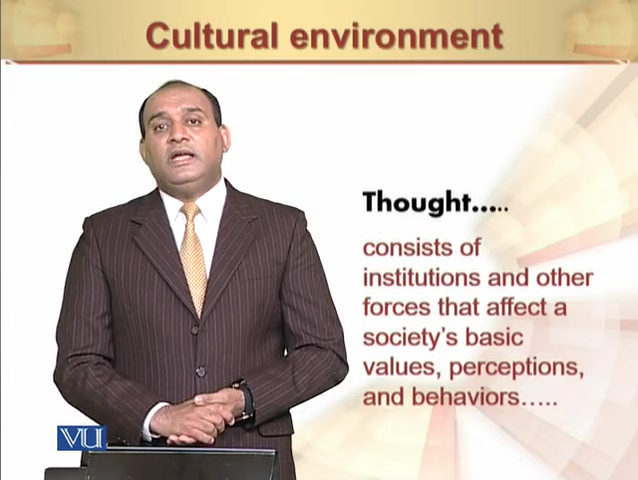 Cultural environment
Thought.....
consists of
institutions and other
forces that affect a
society's basic
values, perceptions,
and behaviors.....
VU